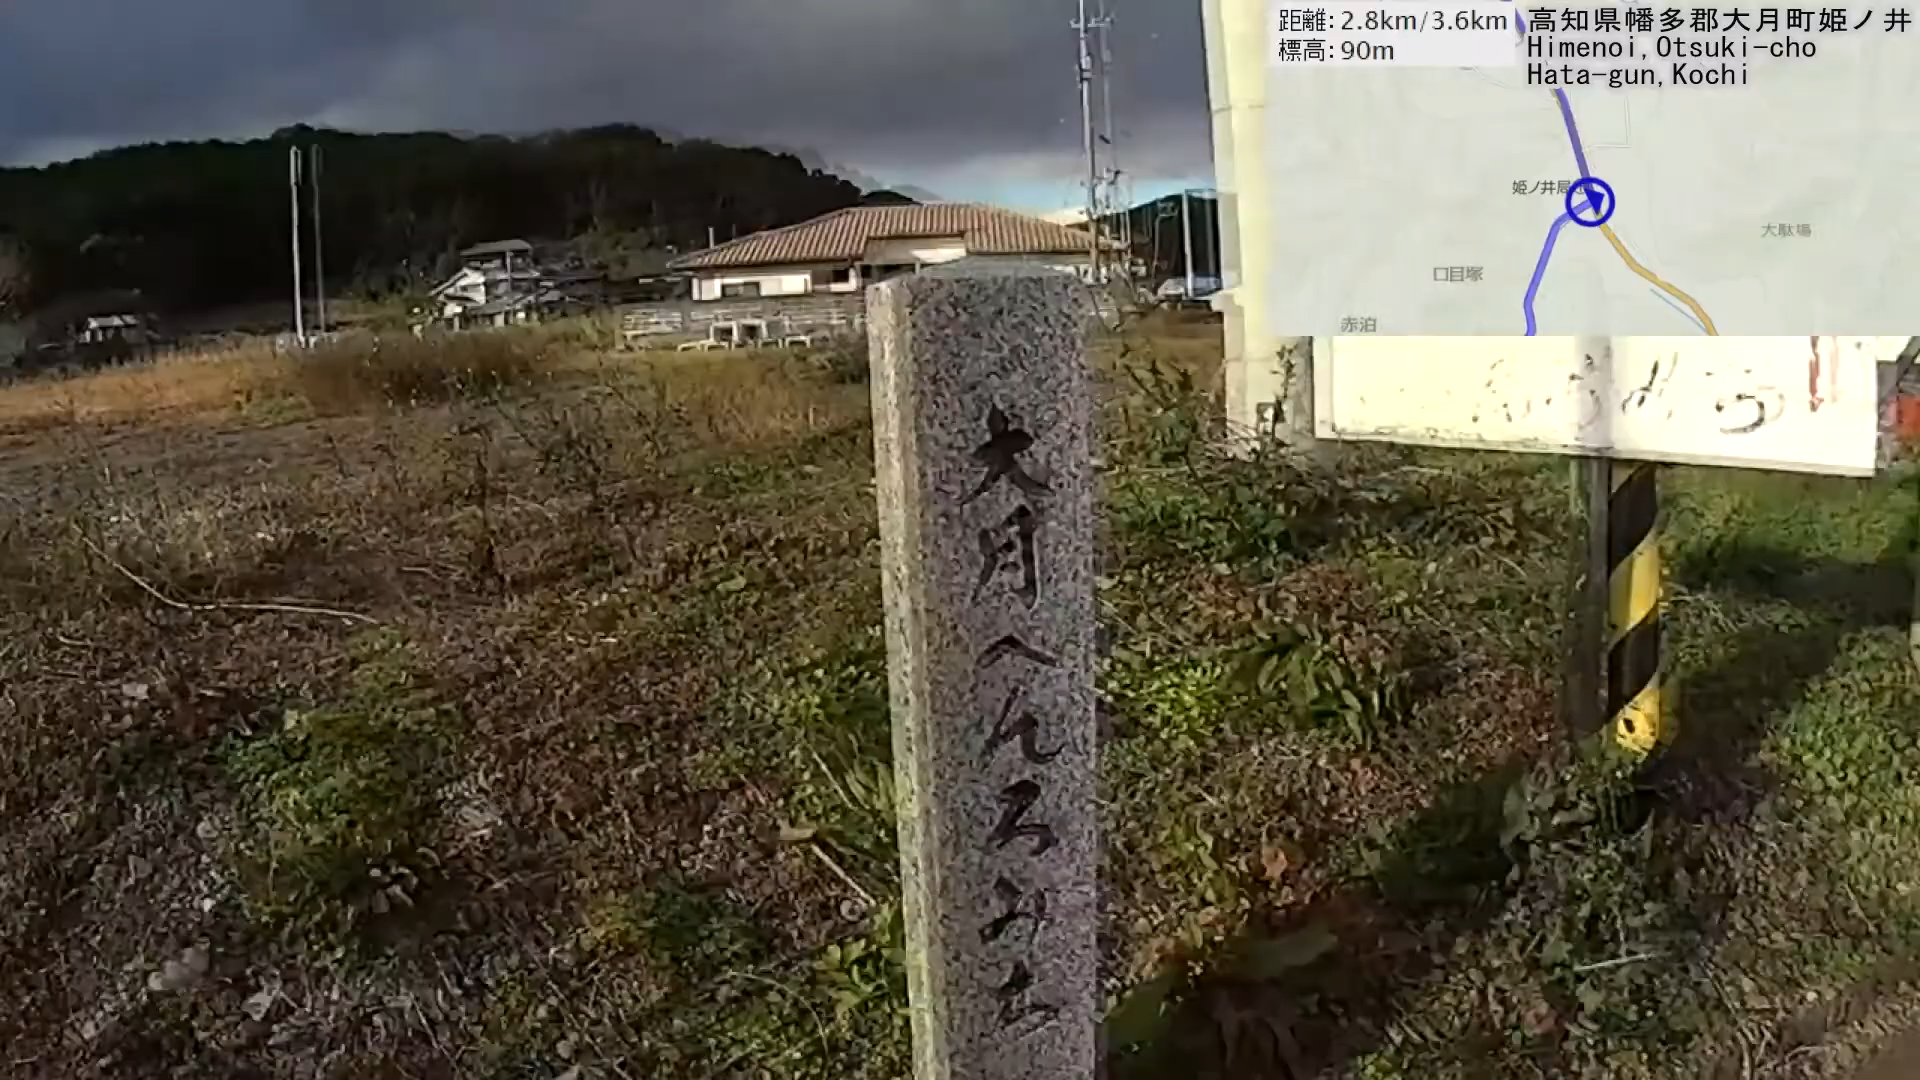 距離: 2.8km/3.6km
標高: 90m
高知県幡多郡大月町姫ノ井
Himenoi,Otsuki-cho
Hata-gun,Kochi
姫ノ井局
大駄場
口目塚
赤泊
大月へんろみち